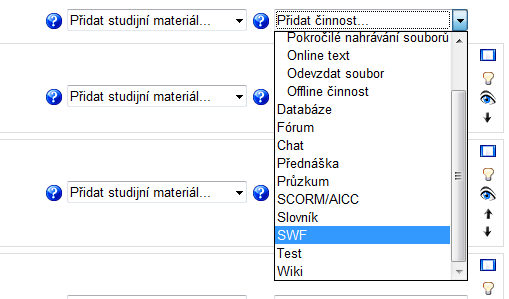 Přidat studijní materiál... Přidat činnost...
Pokročilé nahrávání souborů
Online text
Odevzdat soubor
Přidat studijní materiál... Offline činnost
Databáze
Fórum
Chat
Přednáška
Průzkum
Přidat studijní materiál... SCORM/AICC
Slovník
SWF
Test
Wiki